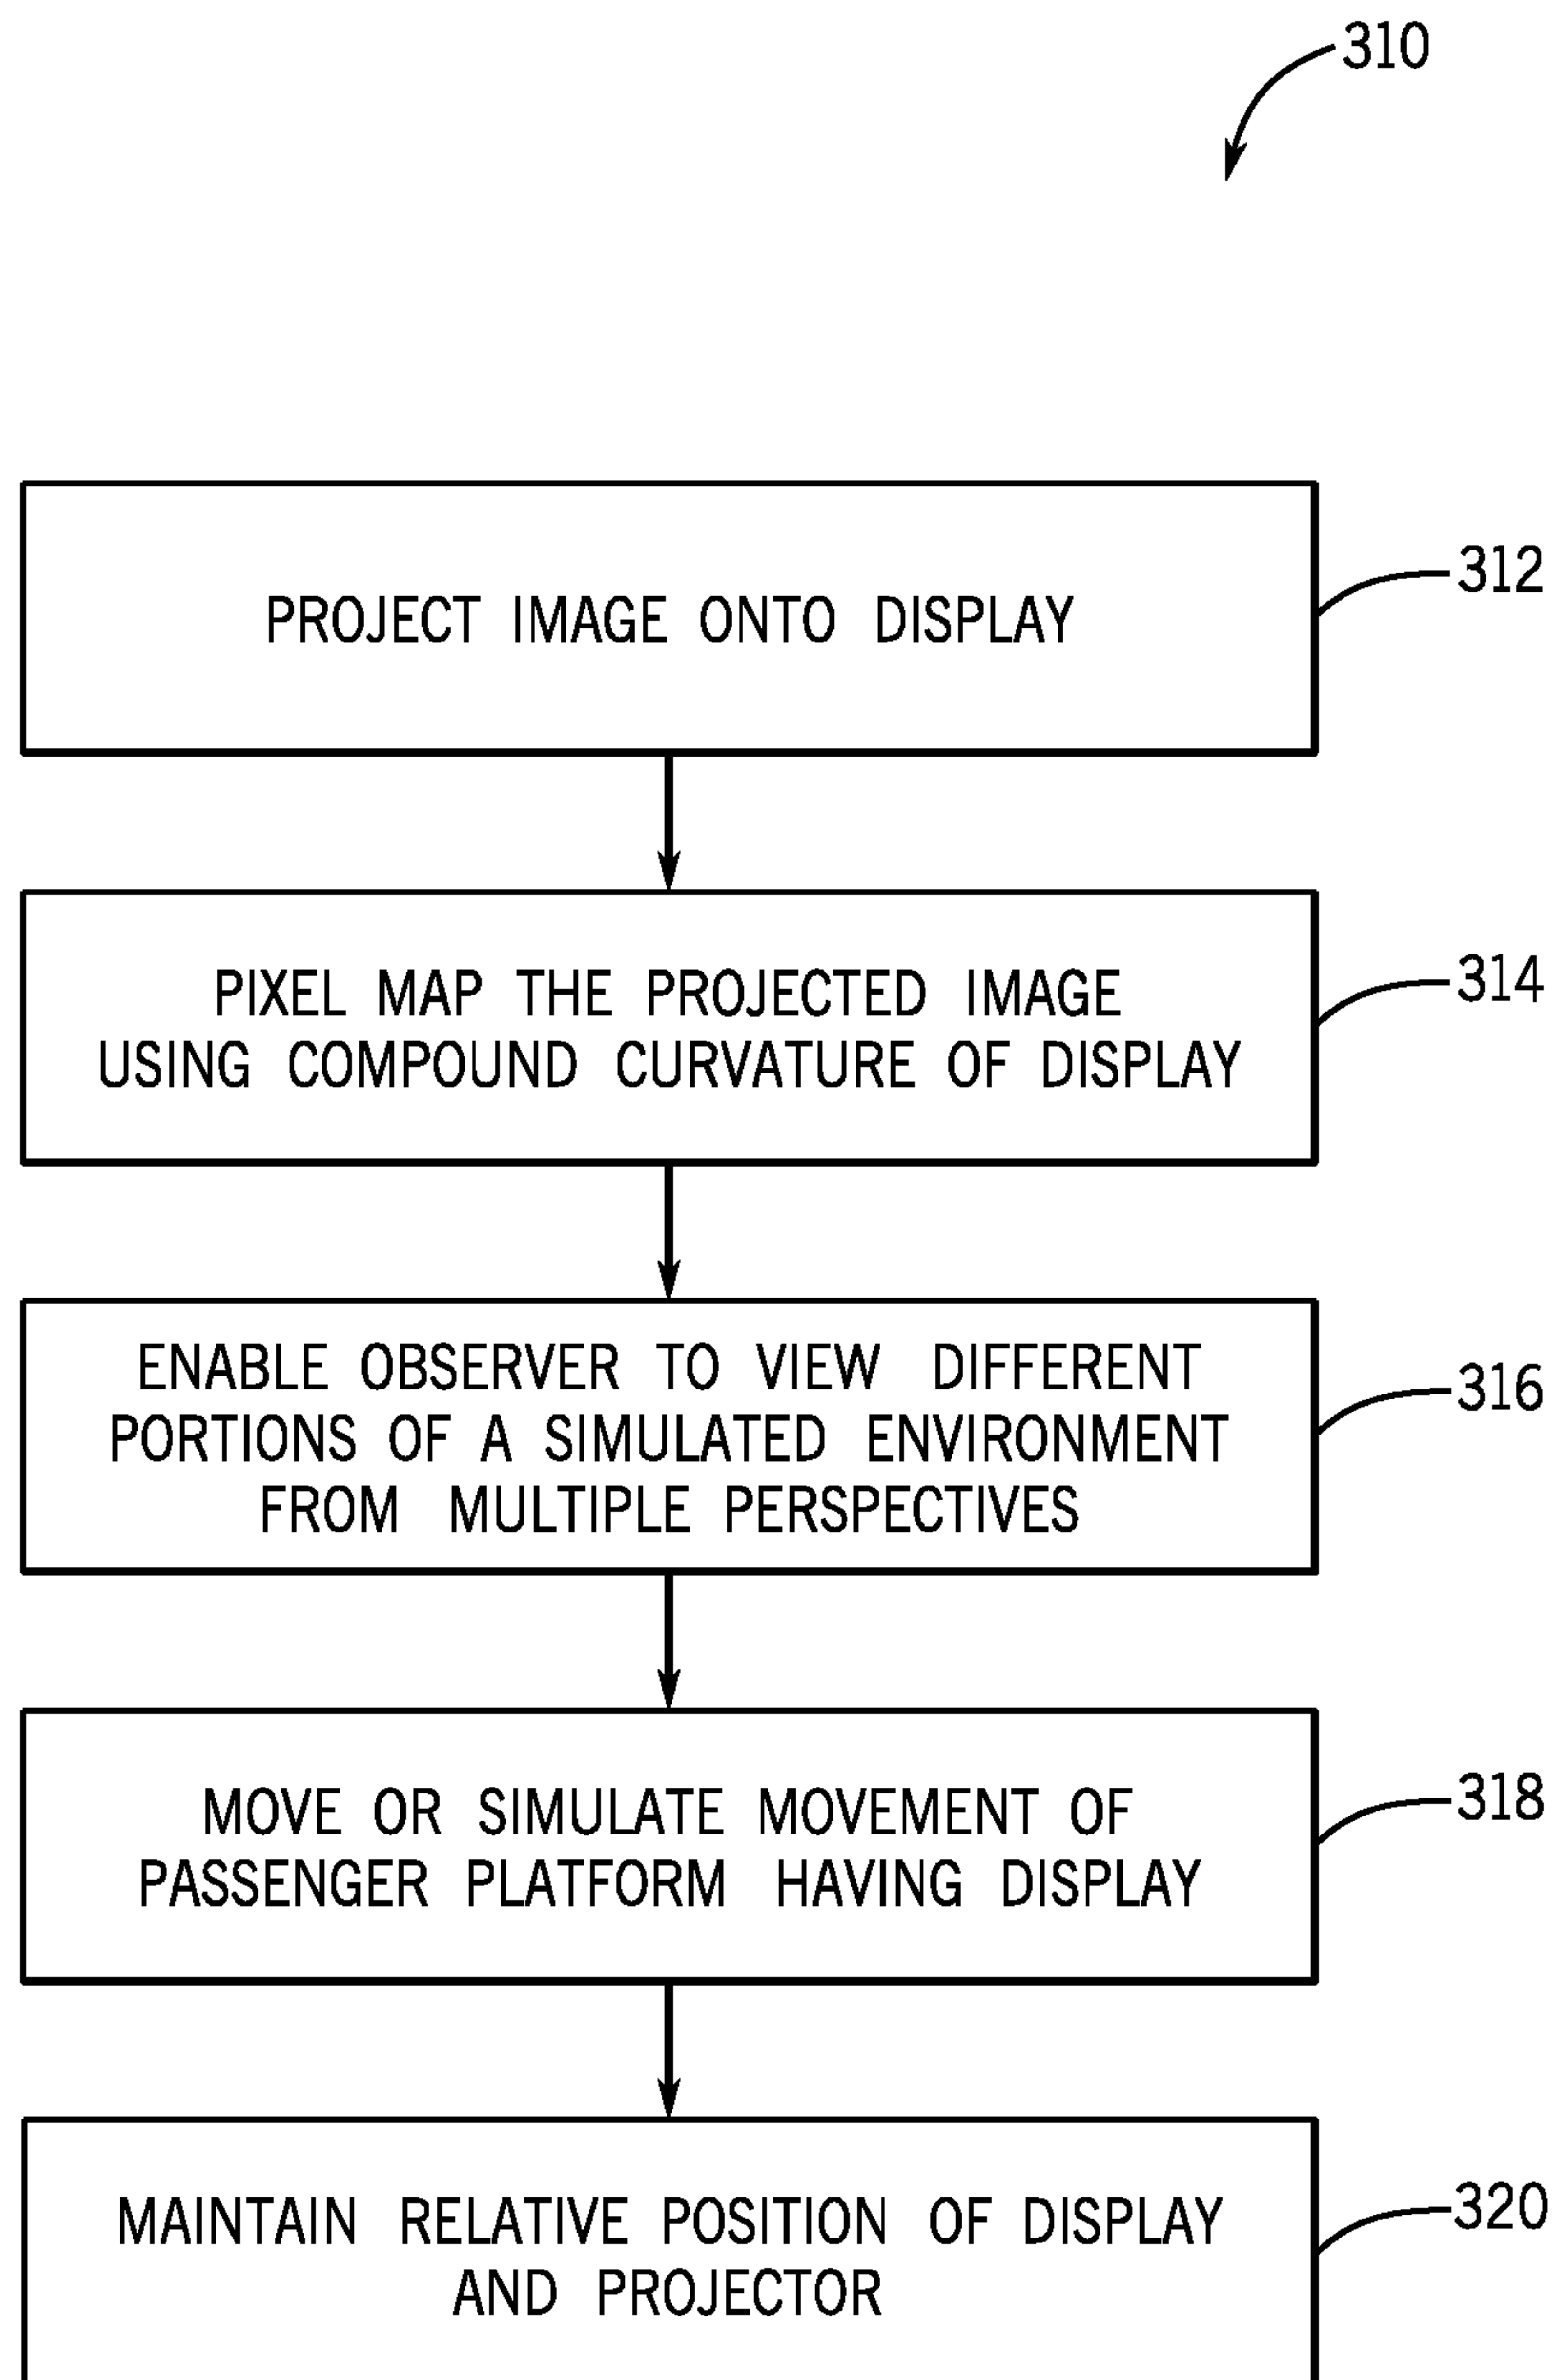 310
PROJECT IMAGE ONTO DISPLAY
312
PIXEL MAP THE PROJECTED IMAGE
USING COMPOUND CURVATURE OF DISPLAY
314
ENABLE OBSERVER TO VIEW DIFFERENT
PORTIONS OF A SIMULATED ENVIRONMENT
FROM MULTIPLE PERSPECTIVES
316
MOVE OR SIMULATE MOVEMENT OF
PASSENGER PLATFORM HAVING DISPLAY
318
MAINTAIN RELATIVE POSITION OF DISPLAY
AND PROJECTOR
320